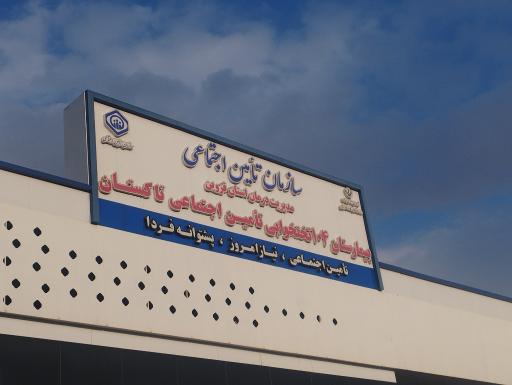 سازمان تأمین اجتماعی
مدیریت درمان استان قزوین
بیمارستان ۱۰۴ تختخوابی تأمین اجتماعی تاکستان
تأمین اجتماعی ، نیاز امروز ، پشتوانه فردا